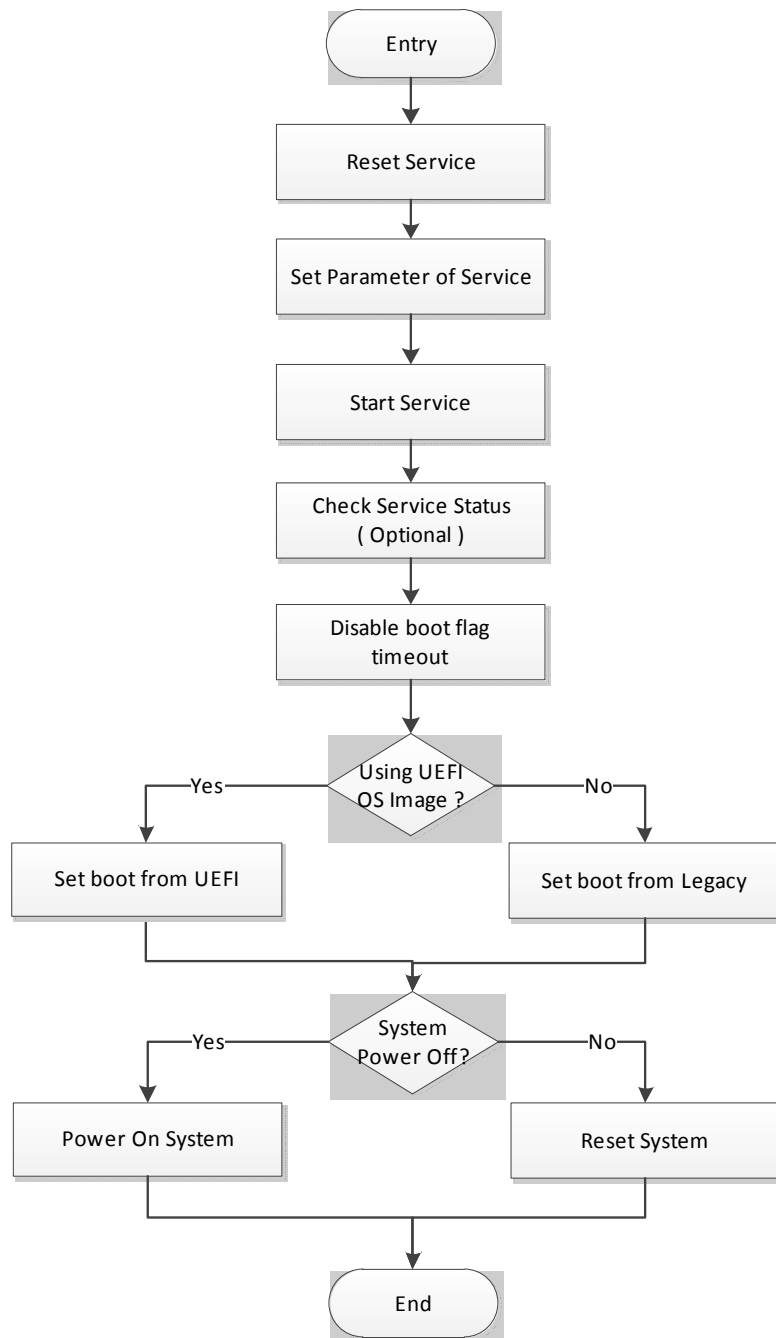 Entry
Reset Service
Set Parameter of Service
Start Service
Check Service Status
( Optional )
Disable boot flag
timeout
Using UEFI
OS Image ?
Yes
No
Set boot from UEFI
Set boot from Legacy
System
Power Off?
Yes
No
Power On System
Reset System
End